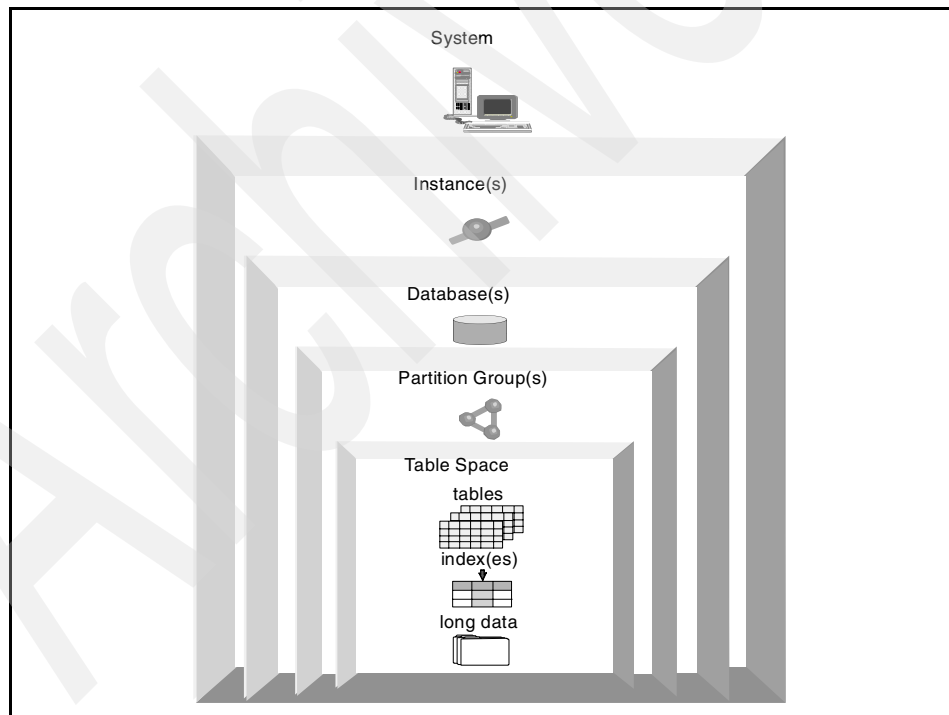 System
Instance(s)
Database(s)
Partition Group(s)
Table Space
tables
index(es)
long data